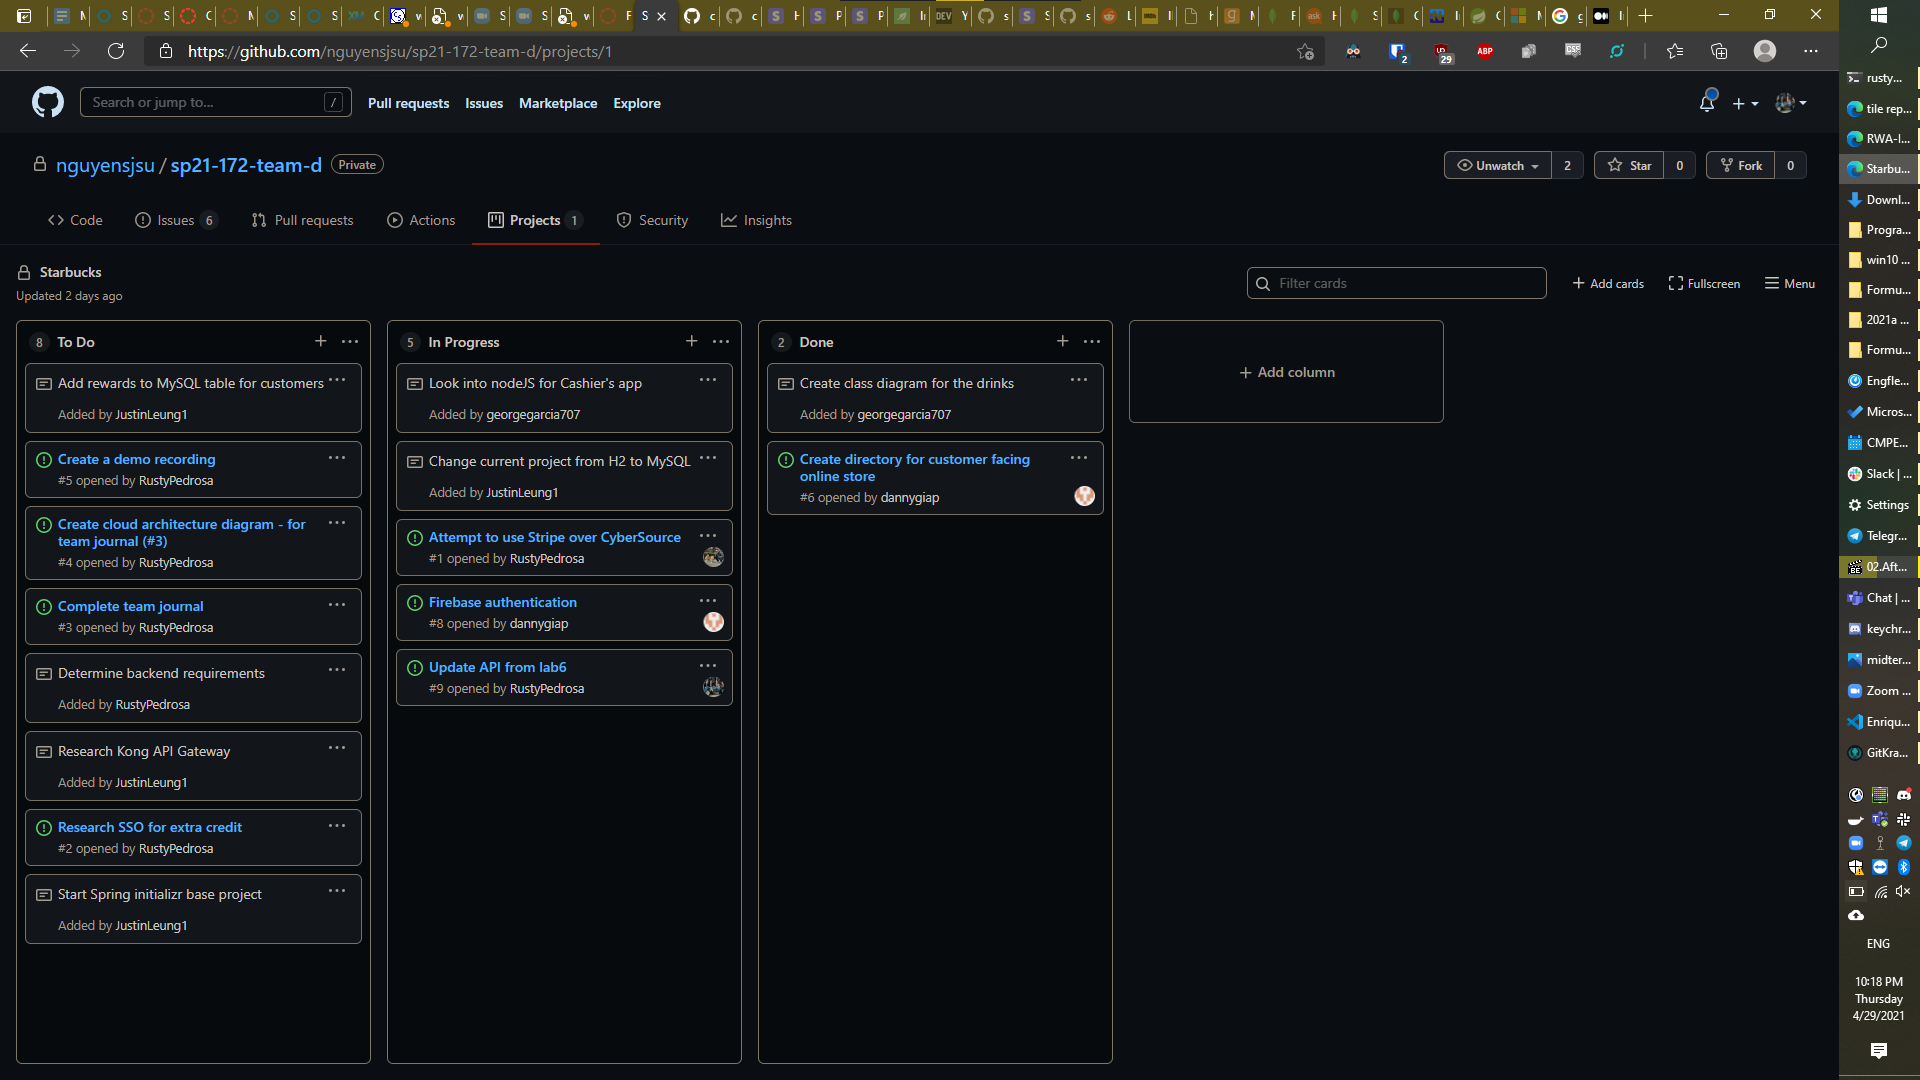 https://github.com/nguyensjsu/sp21-172-team-d/projects/1
2
29
ABP
Search or jump to...
/
Pull requests
Issues
Marketplace
Explore
nguyensjsu / sp21-172-team-d
Private
Unwatch
2
Star
0
Fork
0
Code
Issues 6
Pull requests
Actions
Projects 1
Security
Insights
Starbucks
Updated 2 days ago
Filter cards
Add cards
Fullscreen
Menu
8 To Do
Add rewards to MySQL table for customers
Added by JustinLeung1
Create a demo recording
#5 opened by RustyPedrosa
Create cloud architecture diagram - for
team journal (#3)
#4 opened by RustyPedrosa
Complete team journal
#3 opened by RustyPedrosa
Determine backend requirements
Added by RustyPedrosa
Research Kong API Gateway
Added by JustinLeung1
Research SSO for extra credit
#2 opened by RustyPedrosa
Start Spring initializr base project
Added by JustinLeung1
5 In Progress
Look into nodeJS for Cashier's app
Added by georgegarcia707
Change current project from H2 to MySQL
Added by JustinLeung1
Attempt to use Stripe over CyberSource
#1 opened by RustyPedrosa
Firebase authentication
#8 opened by dannygiap
Update API from lab6
#9 opened by RustyPedrosa
2 Done
Create class diagram for the drinks
Added by georgegarcia707
Create directory for customer facing
online store
#6 opened by dannygiap
Add column
rusty...
tile rep...
RWA-I...
Starbu...
Downl...
Progra...
win10 ...
Formu...
2021a ...
Formu...
Engfle...
Micros...
CMPE...
Slack | ...
Settings
Telegr...
02.Aft...
Chat | ...
keychr...
midter...
Zoom ...
Enriqu...
GitKra...
ENG
10:18 PM
Thursday
4/29/2021